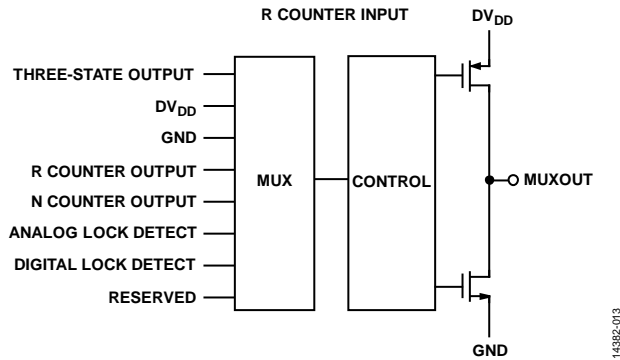 R COUNTER INPUT
DVDD
THREE-STATE OUTPUT
DVDD
GND
R COUNTER OUTPUT
N COUNTER OUTPUT
ANALOG LOCK DETECT
DIGITAL LOCK DETECT
RESERVED
MUX
CONTROL
MUXOUT
GND
14382-013